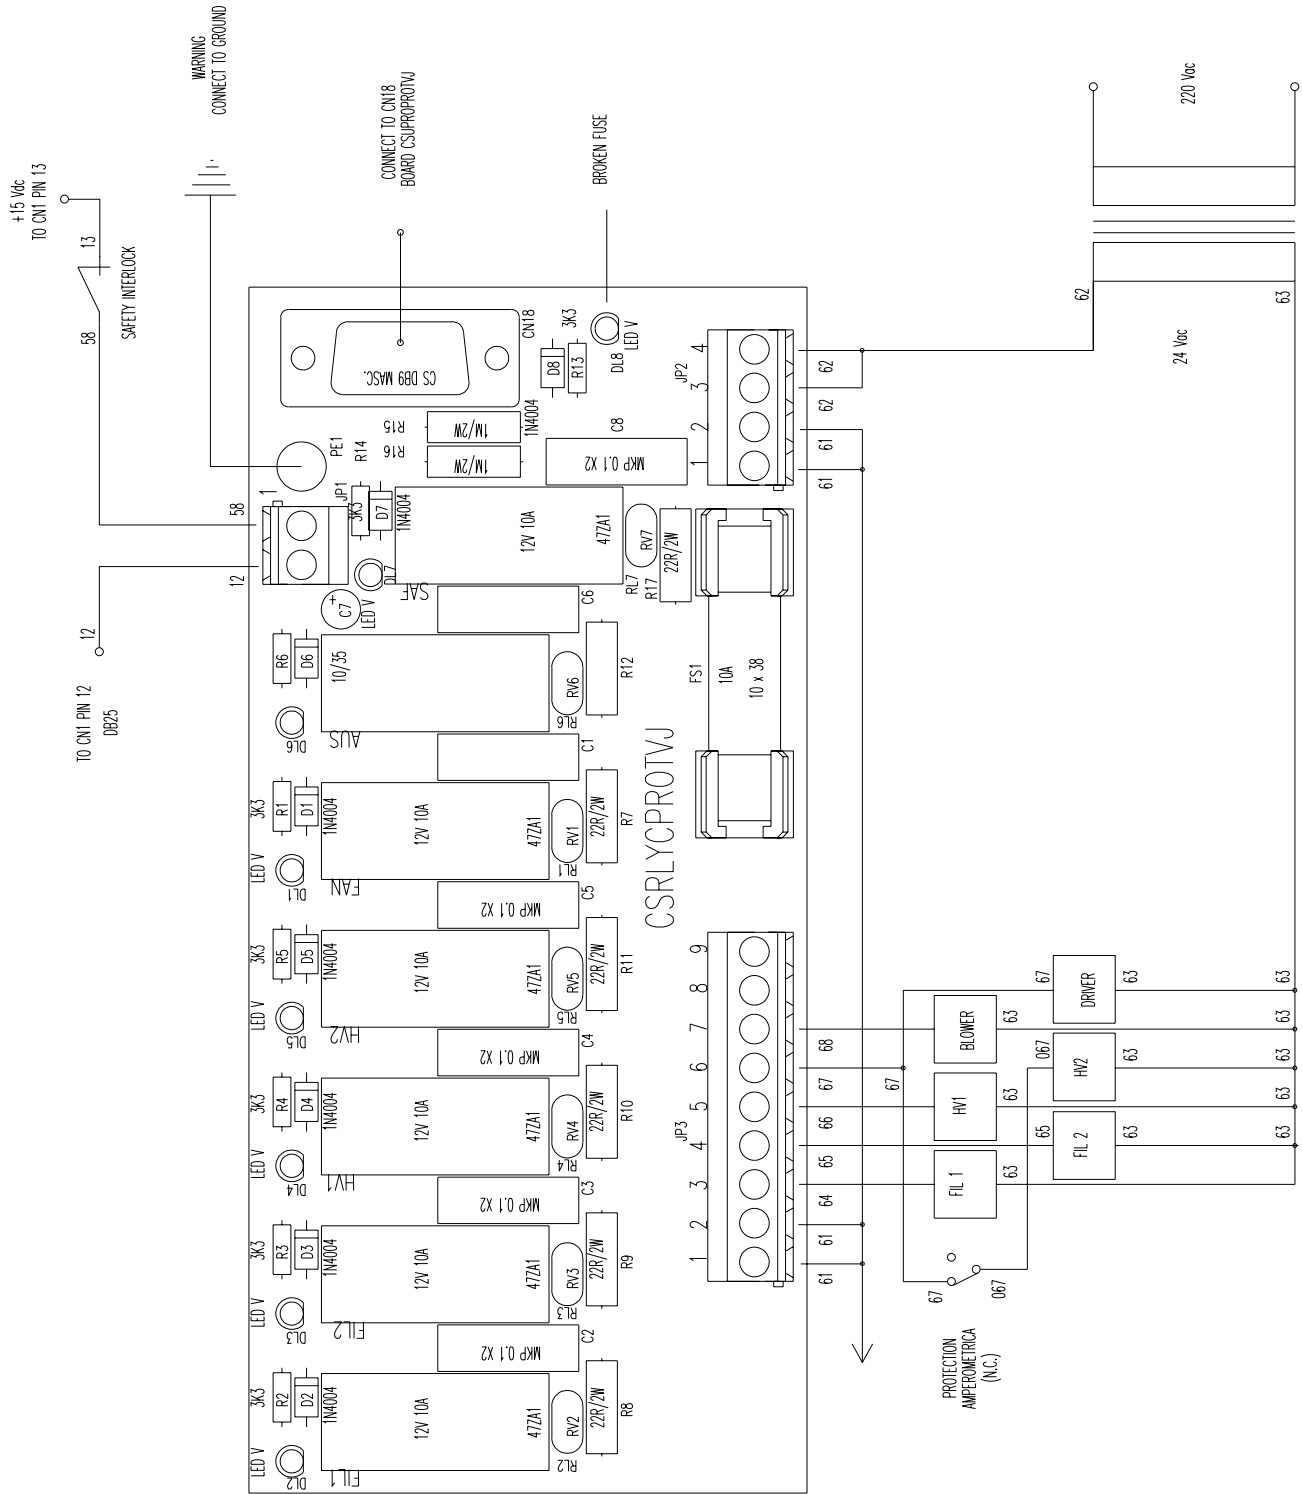 WARNING
CONNECT TO GROUND
+15 Vdc
TO CN1 PIN 13
13
SAFETY INTERLOCK
58
CONNECT TO CN18
BOARD CSUPROPROTVJ
BROKEN FUSE
220 Vac
62
63
24 Vac
CS DB9 MASC.
CN18
3K3
LED V
DL8
D8
R13
JP2
4
3
2
1
62
62
61
61
PE1
R14
R15
R16
1M/2W
1M/2W
1N4004
C8
MKP 0.1 X2
58
1
12
JP1
3K3
D7
1N4004
DL7
LED V
SAF
12V 10A
47ZA1
RV7
RL7
R17
22R/2W
12
TO CN1 PIN 12
DB25
+
C7
C6
R6
D6
10/35
DL6
AUS
RV6
RL6
R12
FS1
10A
10 x 38
C1
3K3
R1
D1
1N4004
LED V
DL1
FAN
12V 10A
47ZA1
RV1
RL1
22R/2W
R7
CSRLYCPROTVJ
MKP 0.1 X2
C5
3K3
R5
D5
1N4004
LED V
DL5
HV2
12V 10A
47ZA1
RV5
RL5
22R/2W
R11
MKP 0.1 X2
C4
3K3
R4
D4
1N4004
LED V
DL4
HV1
12V 10A
47ZA1
RV4
RL4
22R/2W
R10
MKP 0.1 X2
C3
3K3
R3
D3
1N4004
LED V
DL3
FIL2
12V 10A
47ZA1
RV3
RL3
22R/2W
R9
MKP 0.1 X2
C2
3K3
R2
D2
1N4004
LED V
DL2
FIL1
12V 10A
47ZA1
RV2
RL2
22R/2W
R8
JP3
9
8
7
6
5
4
3
2
1
68
67
66
65
64
61
61
67
67
DRIVER
63
63
BLOWER
63
63
067
HV2
63
63
HV1
63
63
65
FIL 2
63
63
FIL 1
63
67
067
PROTECTION
AMPEROMETRICA
(N.C.)